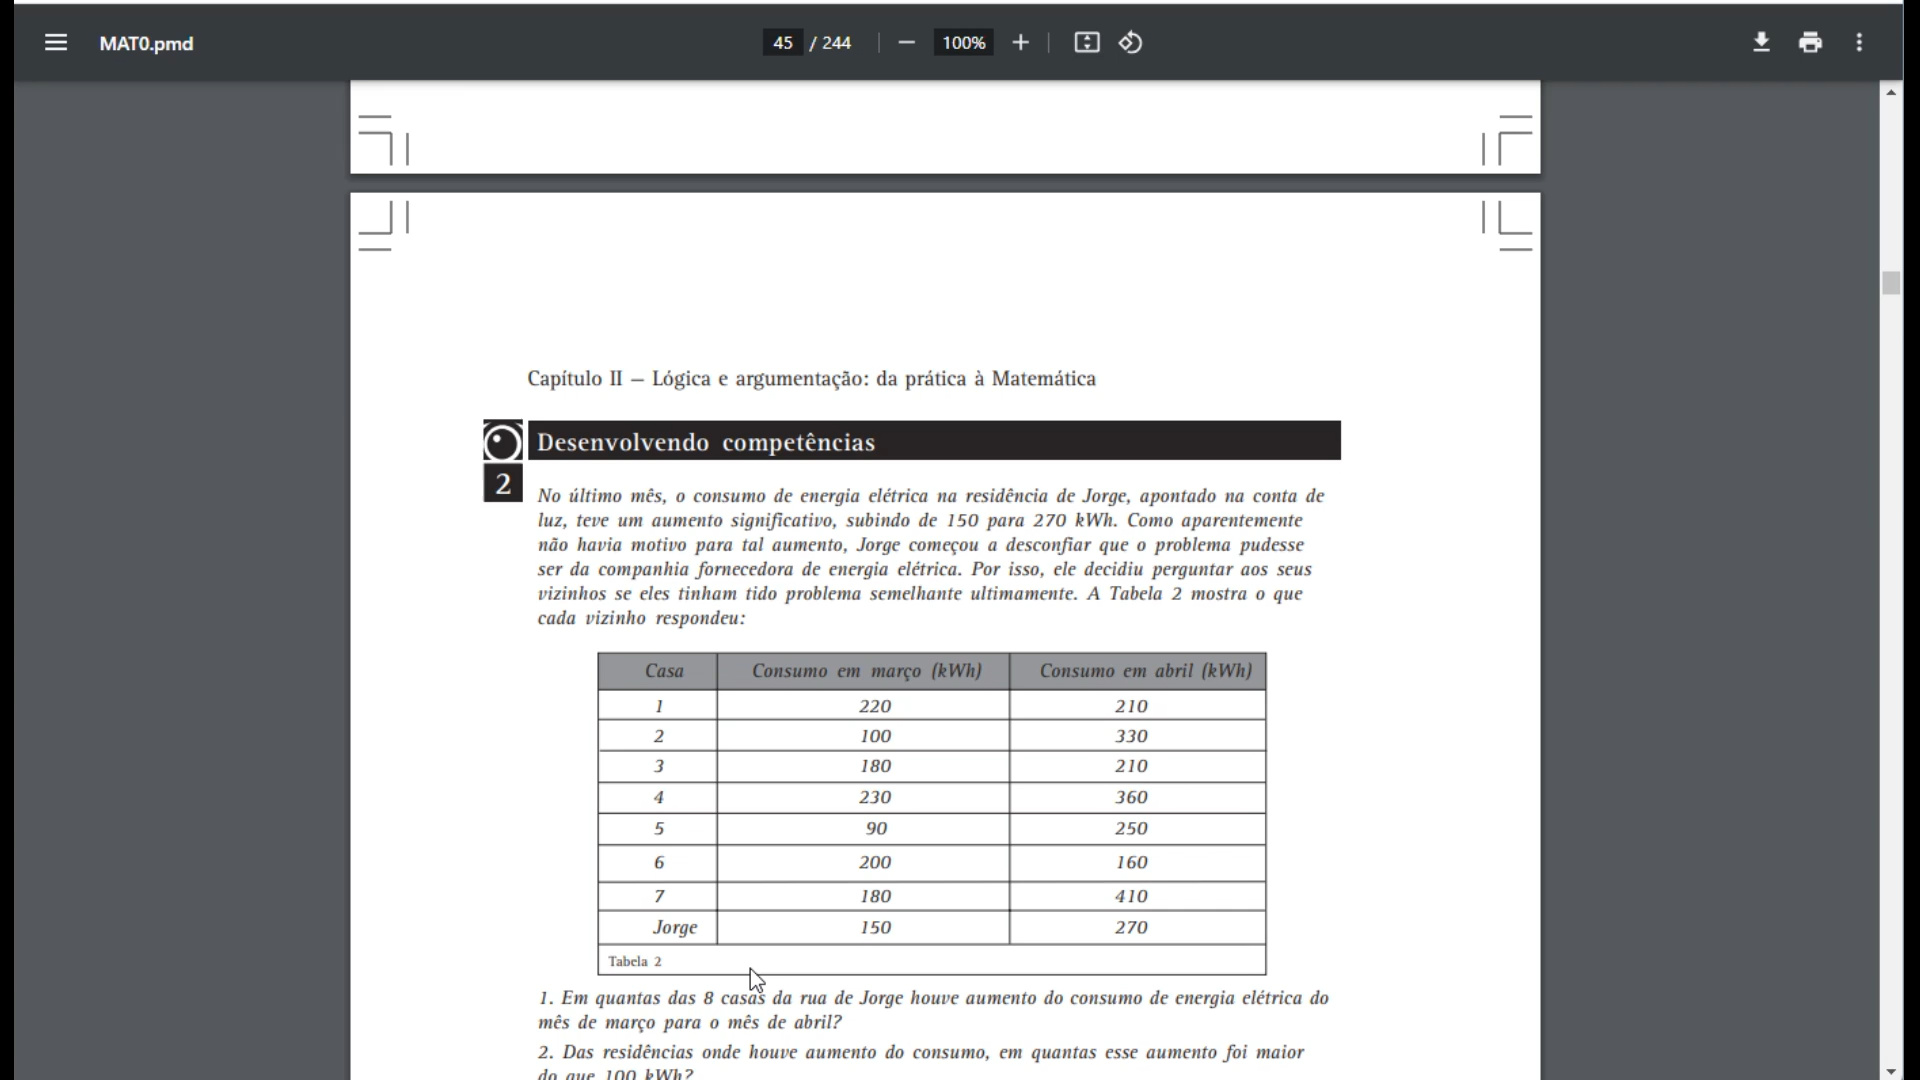 MAT0.pmd
45 / 244
100%
Capítulo II – Lógica e argumentação: da prática à Matemática
Desenvolvendo competências
2
No último mês, o consumo de energia elétrica na residência de Jorge, apontado na conta de
luz, teve um aumento significativo, subindo de 150 para 270 kWh. Como aparentemente
não havia motivo para tal aumento, Jorge começou a desconfiar que o problema pudesse
ser da companhia fornecedora de energia elétrica. Por isso, ele decidiu perguntar aos seus
vizinhos se eles tinham tido problema semelhante ultimamente. A Tabela 2 mostra o que
cada vizinho respondeu:
Casa Consumo em março (kWh) Consumo em abril (kWh)
1 220 210
2 100 330
3 180 210
4 230 360
5 90 250
6 200 160
7 180 410
Jorge 150 270
Tabela 2
1. Em quantas das 8 casas da rua de Jorge houve aumento do consumo de energia elétrica do
mês de março para o mês de abril?
2. Das residências onde houve aumento do consumo, em quantas esse aumento foi maior
do que 100 kWh?